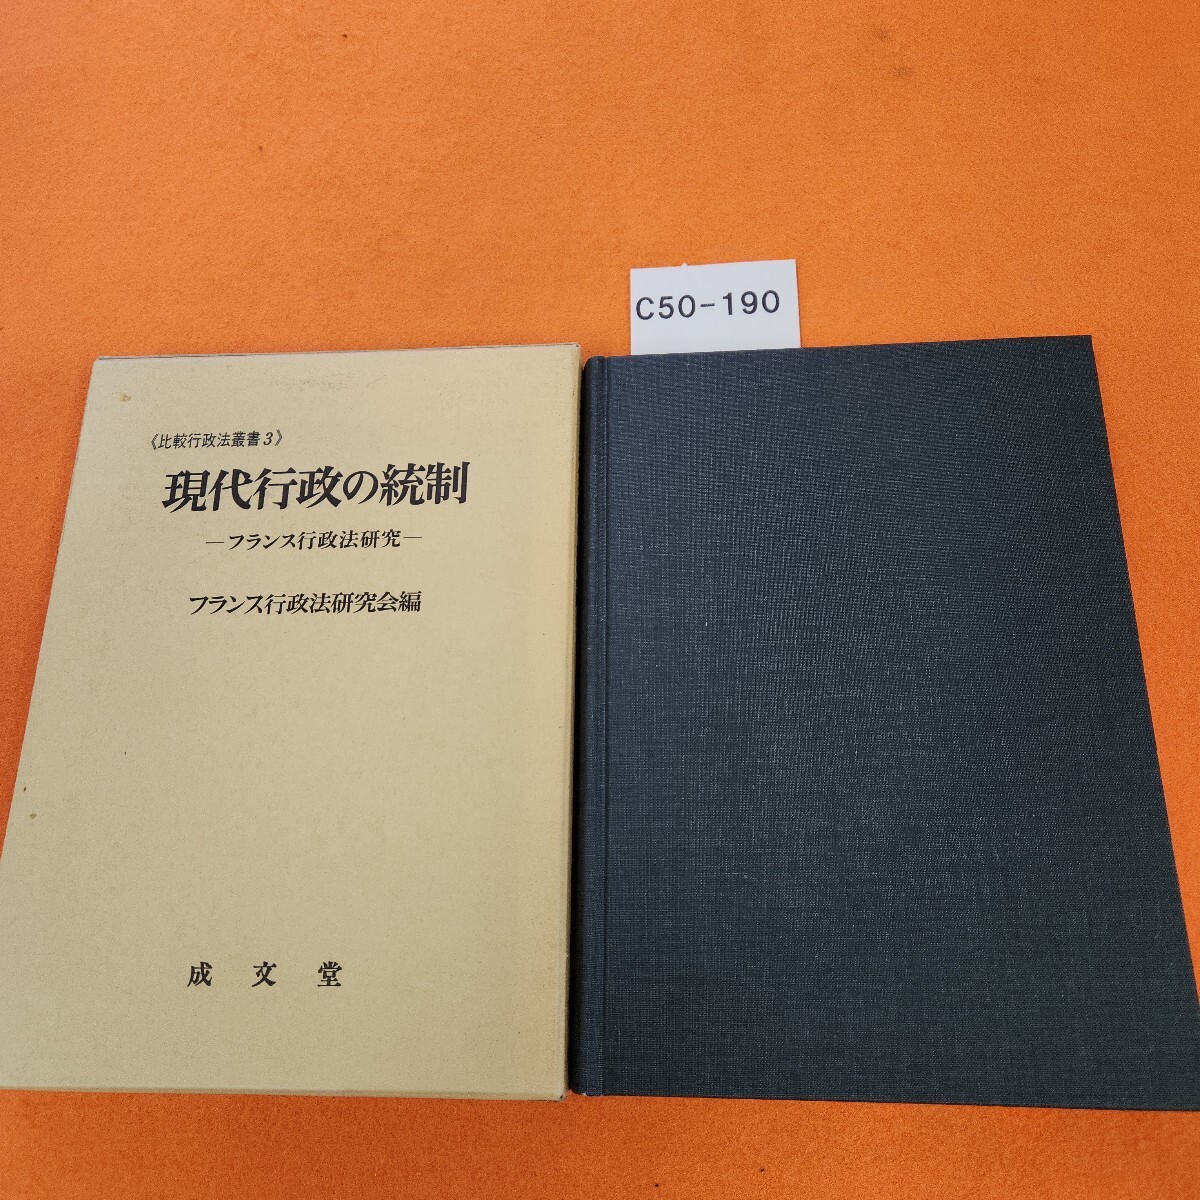 C50-190
《比較行政法叢書3》
現代行政の統制
―フランス行政法研究―
フランス行政法研究会編
成文堂